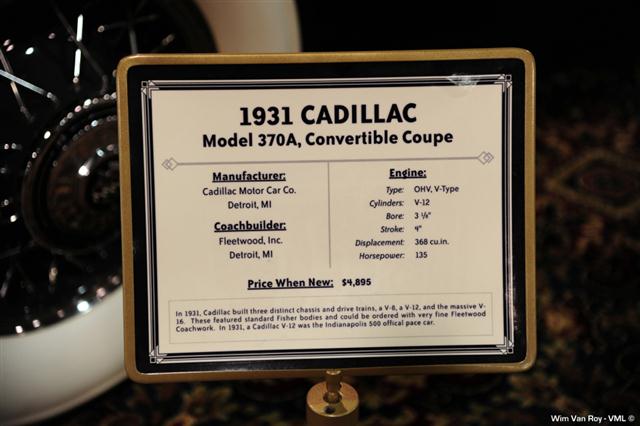 1931 CADILLAC
Model 370A, Convertible Coupe
Manufacturer:
Cadillac Motor Car Co.
Detroit, MI
Coachbuilder:
Fleetwood, Inc.
Detroit, MI
Engine:
Type: OHV, V-Type
Cylinders: V-12
Bore: 3 ⅛"
Stroke: 4"
Displacement: 368 cu.in.
Horsepower: 135
Price When New: $4,895
In 1931, Cadillac built three distinct chassis and drive trains, a V-8, a V-12, and the massive V-
16. These featured standard Fisher bodies and could be ordered with very fine Fleetwood
Coachwork. In 1931, a Cadillac V-12 was the Indianapolis 500 offical pace car.
Wim Van Roy - VML ©